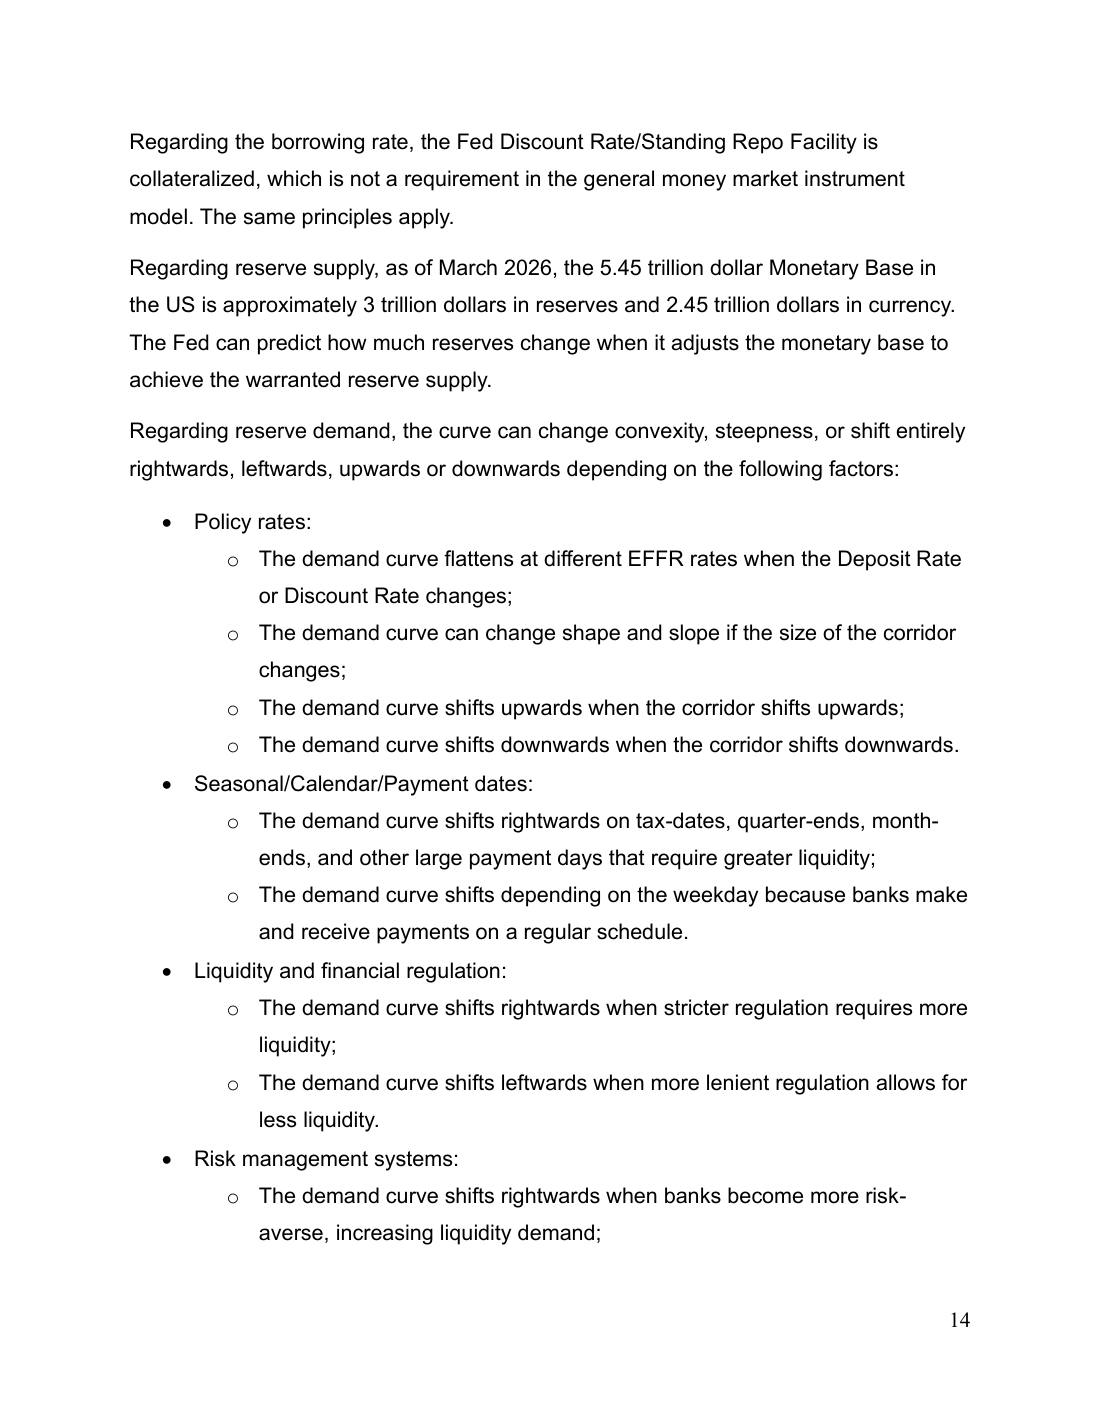 Regarding the borrowing rate, the Fed Discount Rate/Standing Repo Facility is
collateralized, which is not a requirement in the general money market instrument
model. The same principles apply.
Regarding reserve supply, as of March 2026, the 5.45 trillion dollar Monetary Base in
the US is approximately 3 trillion dollars in reserves and 2.45 trillion dollars in currency.
The Fed can predict how much reserves change when it adjusts the monetary base to
achieve the warranted reserve supply.
Regarding reserve demand, the curve can change convexity, steepness, or shift entirely
rightwards, leftwards, upwards or downwards depending on the following factors:
• Policy rates:
o The demand curve flattens at different EFFR rates when the Deposit Rate
or Discount Rate changes;
o The demand curve can change shape and slope if the size of the corridor
changes;
o The demand curve shifts upwards when the corridor shifts upwards;
o The demand curve shifts downwards when the corridor shifts downwards.
• Seasonal/Calendar/Payment dates:
o The demand curve shifts rightwards on tax-dates, quarter-ends, month-
ends, and other large payment days that require greater liquidity;
o The demand curve shifts depending on the weekday because banks make
and receive payments on a regular schedule.
• Liquidity and financial regulation:
o The demand curve shifts rightwards when stricter regulation requires more
liquidity;
o The demand curve shifts leftwards when more lenient regulation allows for
less liquidity.
• Risk management systems:
o The demand curve shifts rightwards when banks become more risk-
averse, increasing liquidity demand;
14